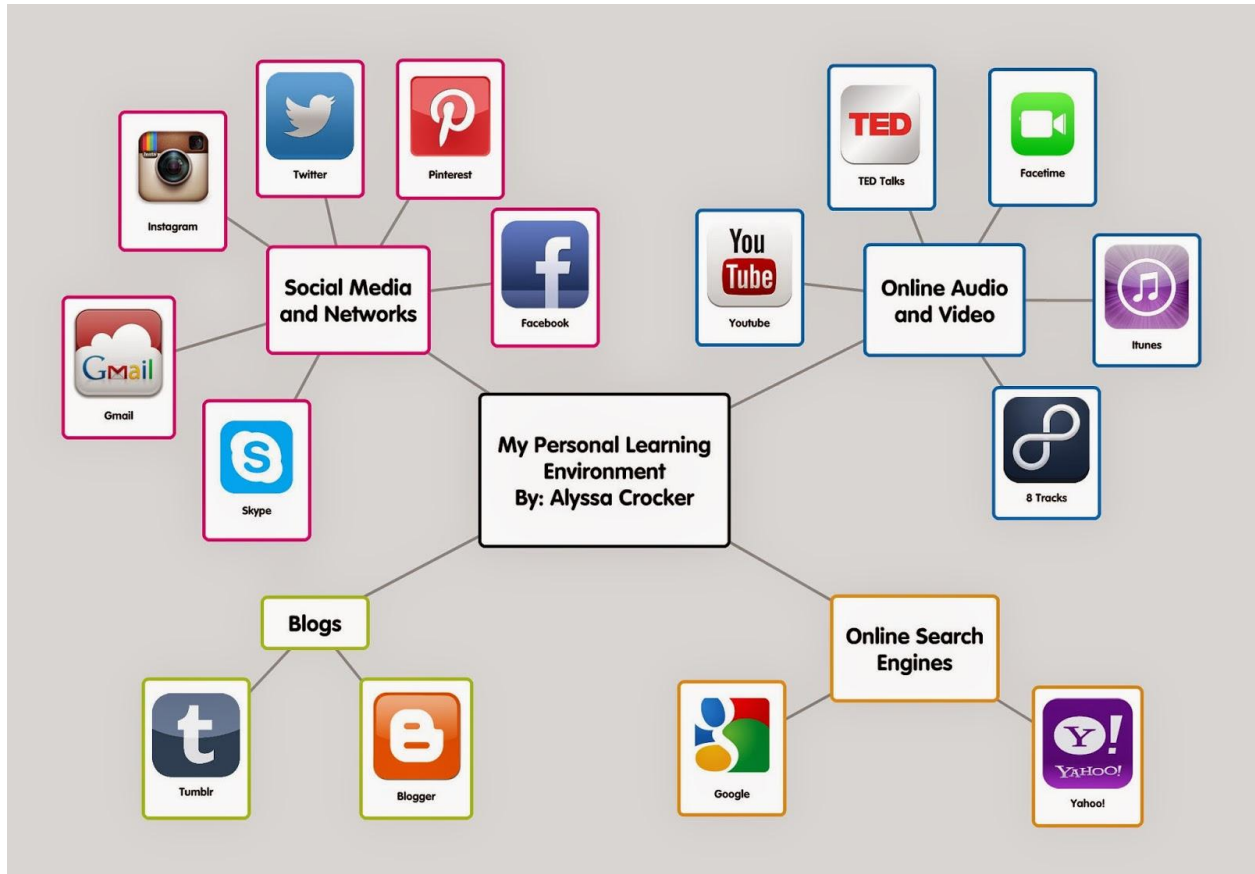 Instagram
Twitter
Pinterest
Social Media
and Networks
f
Facebook
Gmail
Gmail
S
Skype
TED
TED Talks
Facetime
You
Tube
Youtube
Online Audio
and Video
Itunes
8 Tracks
My Personal Learning
Environment
By: Alyssa Crocker
Blogs
t
Tumblr
B
Blogger
Online Search
Engines
g
Google
Y!
YAHOO!
Yahoo!